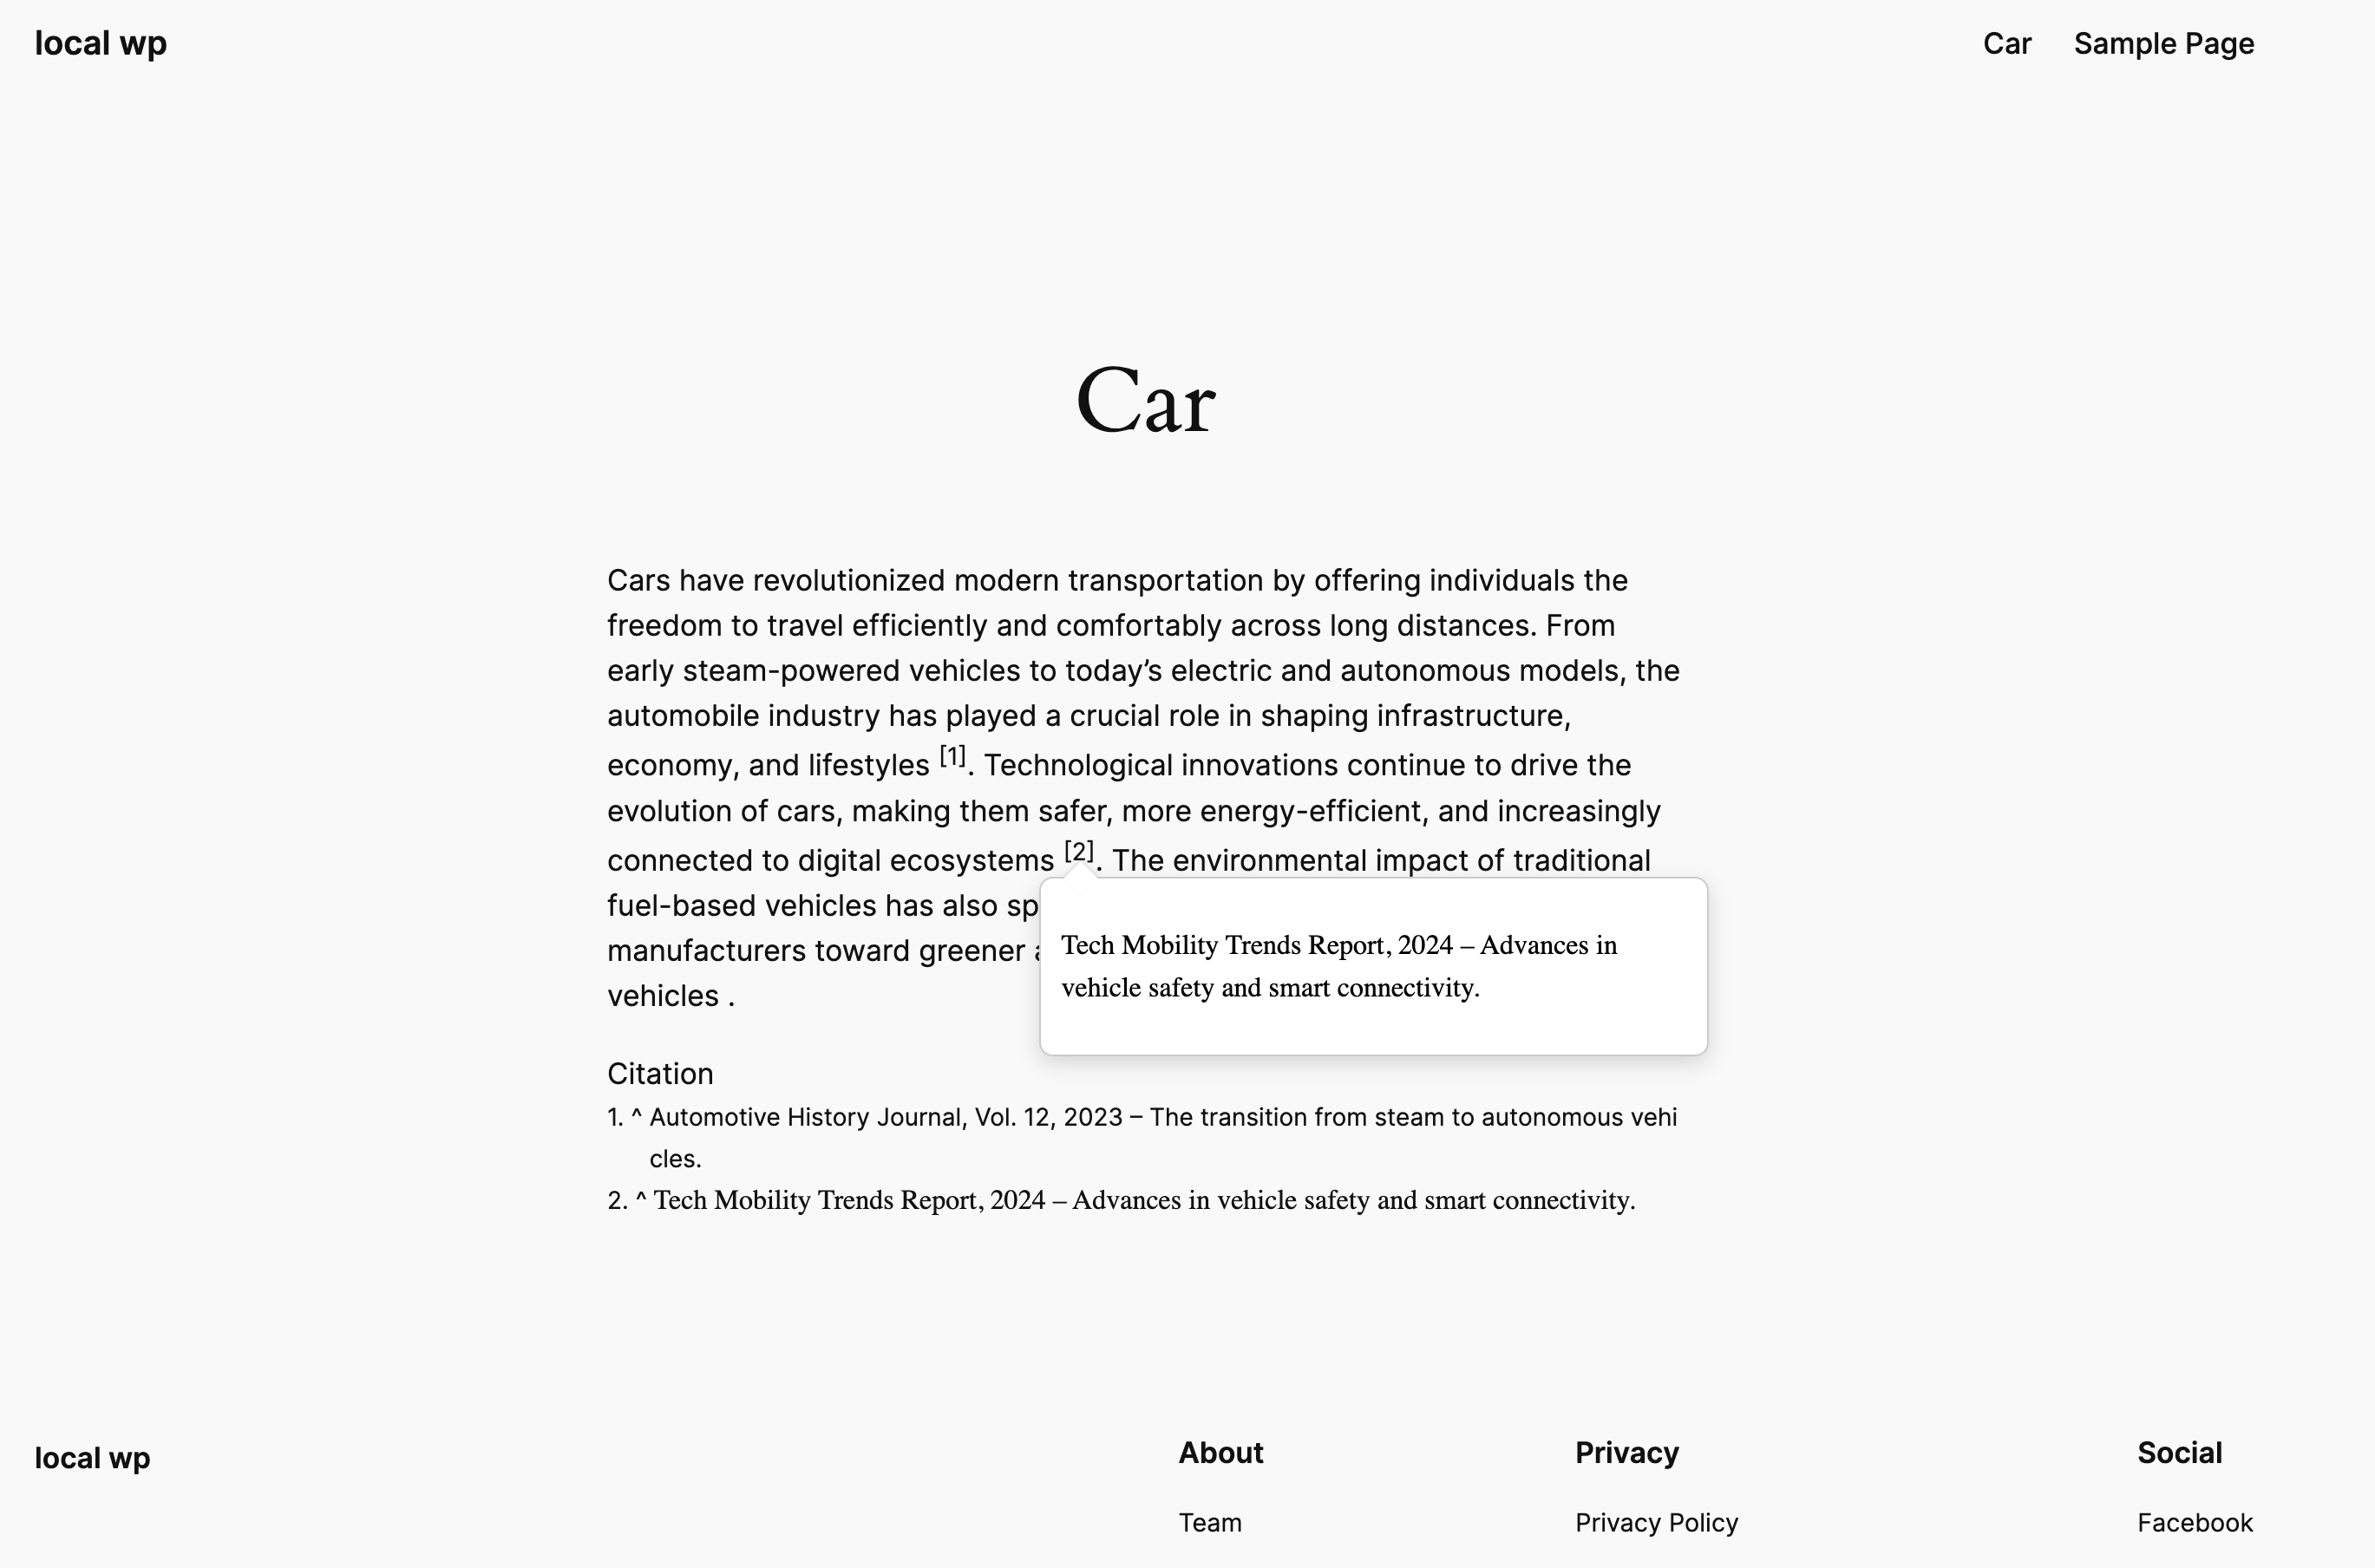 local wp
Car Sample Page
Car
Cars have revolutionized modern transportation by offering individuals the
freedom to travel efficiently and comfortably across long distances. From
early steam-powered vehicles to today’s electric and autonomous models, the
automobile industry has played a crucial role in shaping infrastructure,
economy, and lifestyles [1]. Technological innovations continue to drive the
evolution of cars, making them safer, more energy-efficient, and increasingly
connected to digital ecosystems [2]. The environmental impact of traditional
fuel-based vehicles has also
manufacturers toward greener
vehicles .
Tech Mobility Trends Report, 2024 – Advances in
vehicle safety and smart connectivity.
Citation
1. ^ Automotive History Journal, Vol. 12, 2023 – The transition from steam to autonomous vehi
cles.
2. ^ Tech Mobility Trends Report, 2024 – Advances in vehicle safety and smart connectivity.
local wp
About
Privacy
Social
Team
Privacy Policy
Facebook